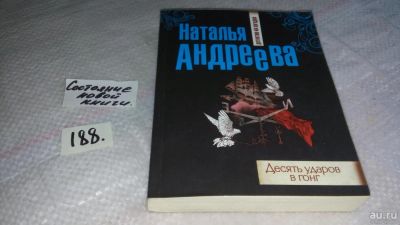 Состояние
новой
книги.
188.
Наталья
Андреева
Десять ударов
в гонг
au.ru